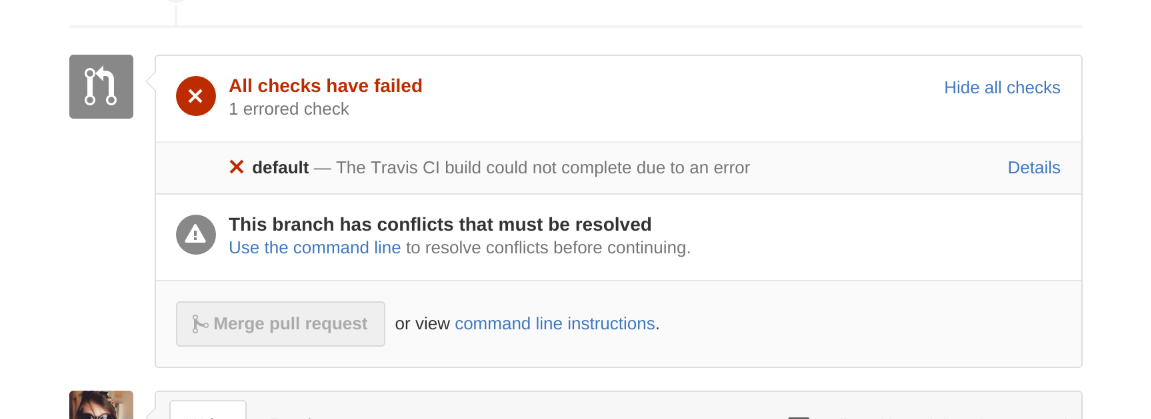 All checks have failed
Hide all checks
1 errored check
default — The Travis CI build could not complete due to an error
Details
This branch has conflicts that must be resolved
Use the command line to resolve conflicts before continuing.
Merge pull request or view command line instructions.